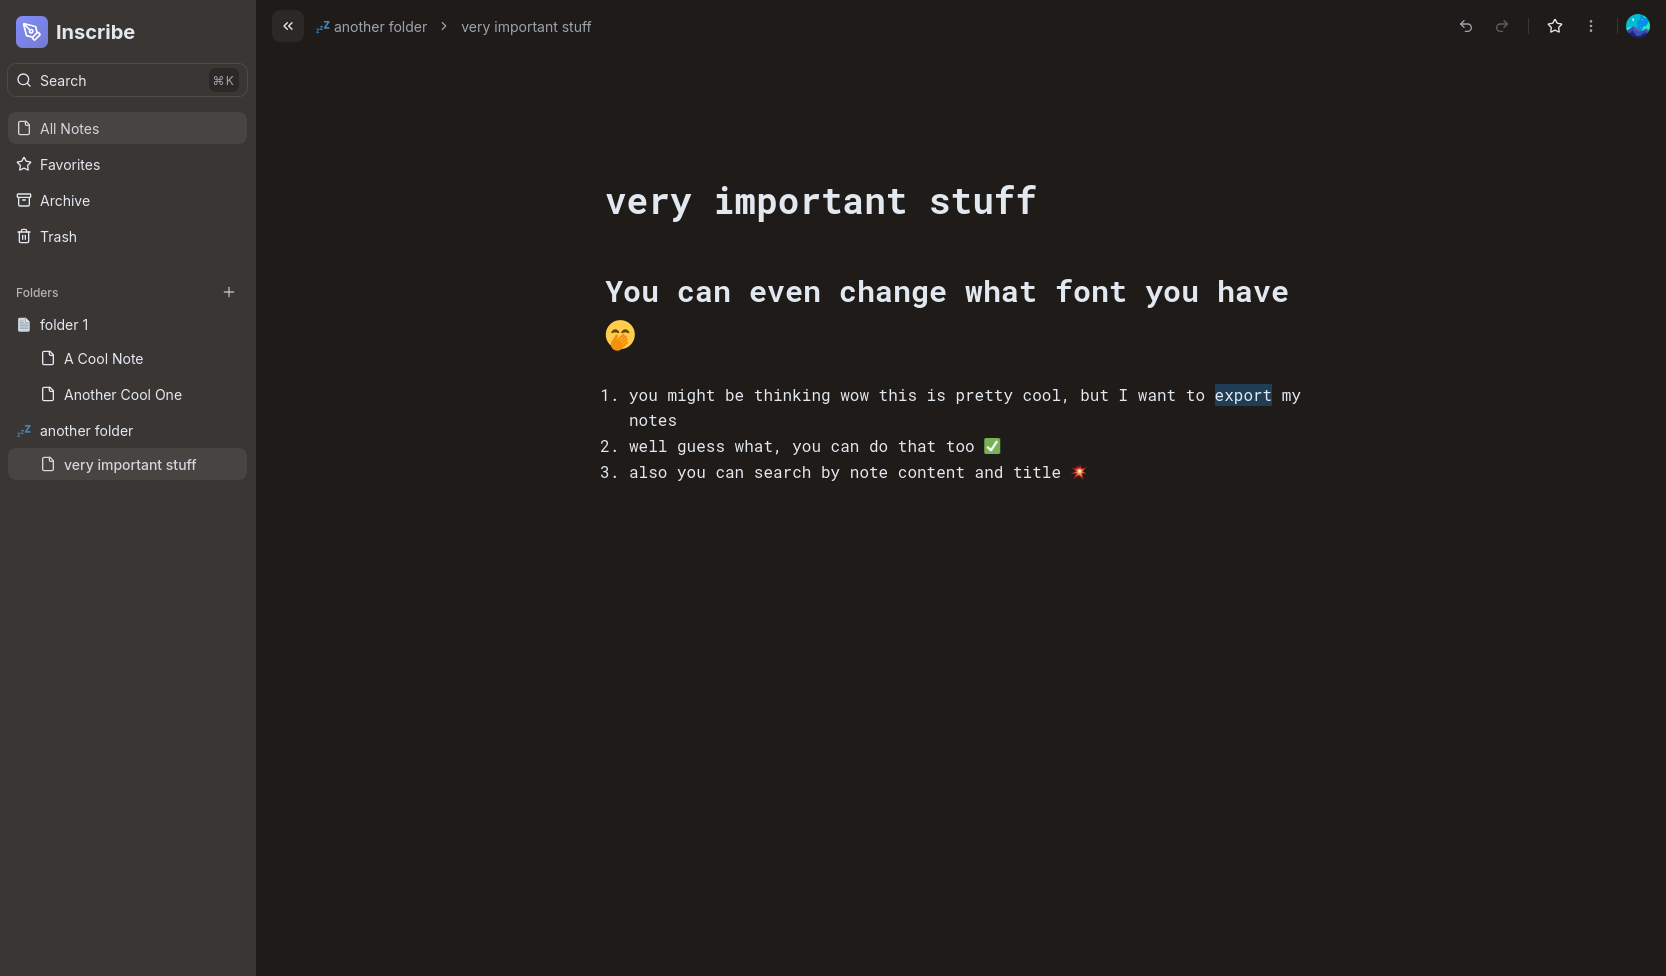 Inscribe
Search ⌘K
All Notes
Favorites
Archive
Trash
Folders
folder 1
A Cool Note
Another Cool One
💤 another folder
very important stuff
💤 another folder > very important stuff
very important stuff
You can even change what font you have
🤭
1. you might be thinking wow this is pretty cool, but I want to export my
notes
2. well guess what, you can do that too ✅
3. also you can search by note content and title 💥